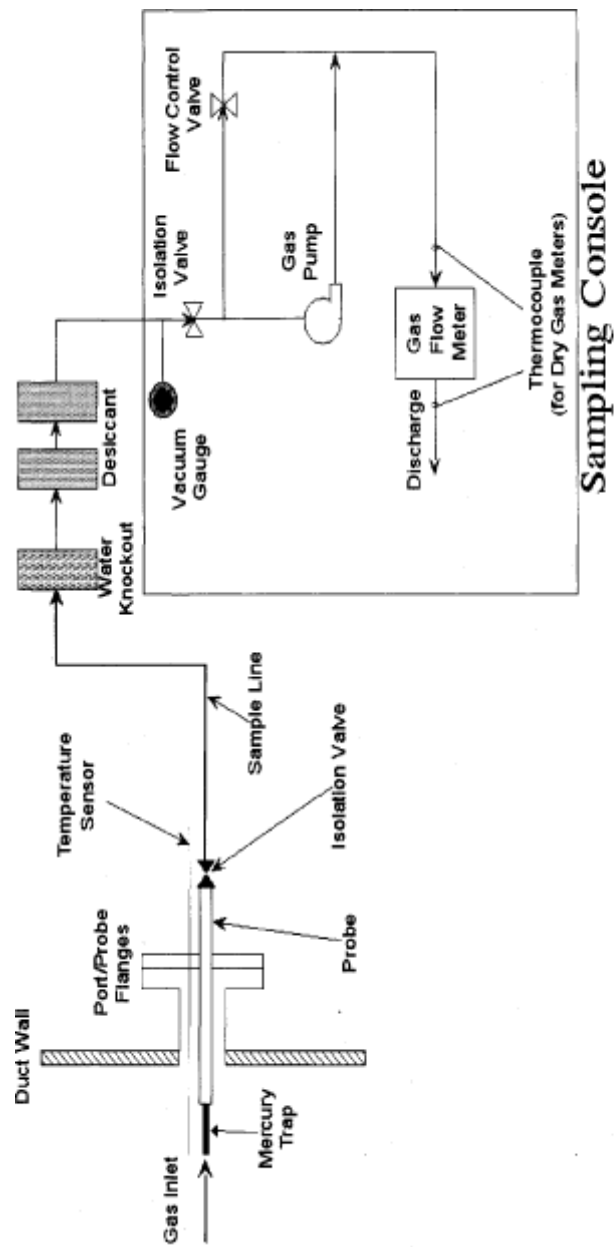 Gas Inlet
Mercury
Trap
Duct Wall
Port/Probe
Flanges
Probe
Temperature
Sensor
Isolation Valve
Sample Line
Water
Knockout
Desiccant
Vacuum
Gauge
Isolation
Valve
Flow Control
Valve
Gas
Pump
Gas
Flow
Meter
Discharge
Thermocouple
(for Dry Gas Meters)
Sampling Console